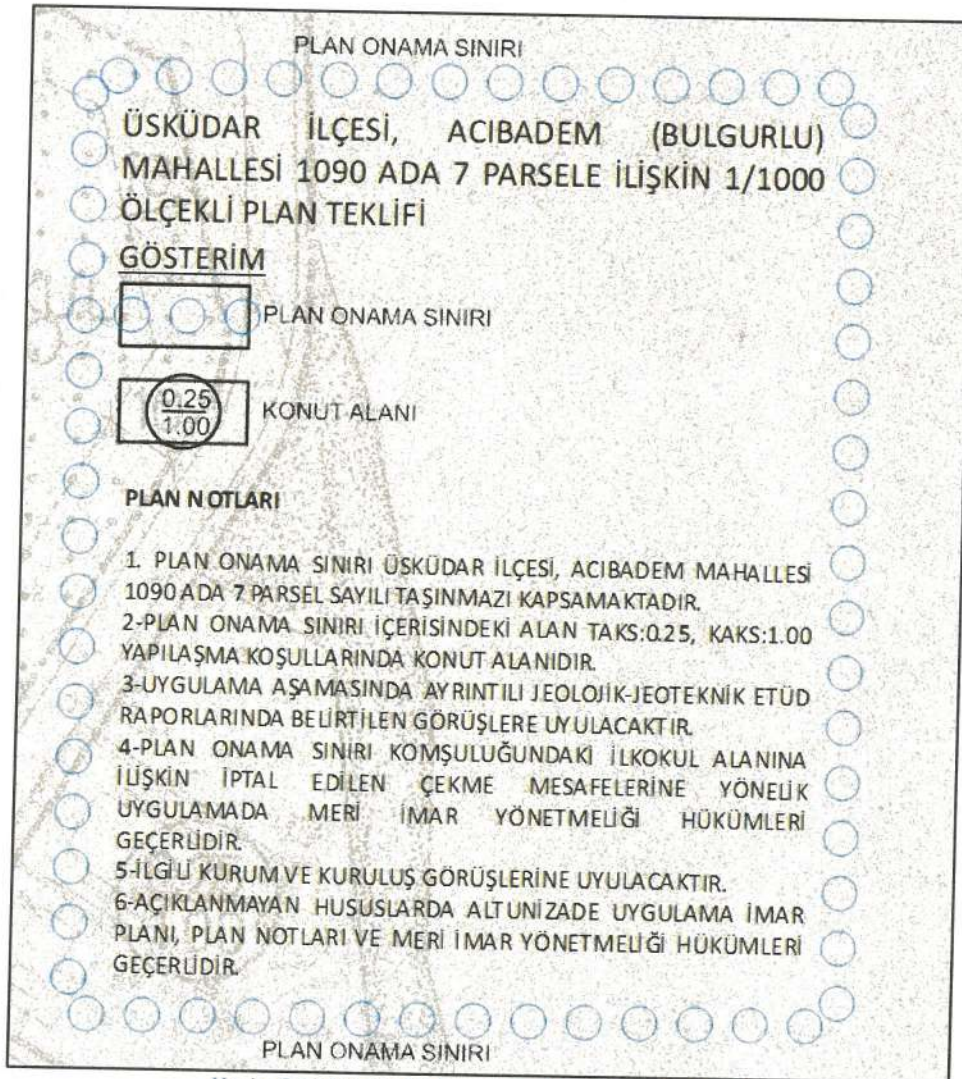 PLAN ONAMA SINIRI
ÜSKÜDAR İLÇESİ, ACIBADEM (BULGURLU)
MAHALLESİ 1090 ADA 7 PARSELE İLİŞKİN 1/1000
ÖLÇEKLİ PLAN TEKLİFİ
GÖSTERİM
PLAN ONAMA SINIRI
0.25
1.00
KONUT ALANI
PLAN NOTLARI
1. PLAN ONAMA SINIRI ÜSKÜDAR İLÇESİ, ACIBADEM MAHALLESİ
1090 ADA 7 PARSEL SAYILI TAŞINMAZI KAPSAMAKTADIR.
2-PLAN ONAMA SINIRI İÇERİSİNDEKİ ALAN TAKS:0.25, KAKS:1.00
YAPILAŞMA KOŞULLARINDA KONUT ALANIDIR.
3-UYGULAMA AŞAMASINDA AYRINTILI JEOLOJİK-JEOTEKNİK ETÜD
RAPORLARINDA BELİRTİLEN GÖRÜŞLERE UYULACAKTIR.
4-PLAN ONAMA SINIRI KOMŞULUĞUNDAKİ İLKOKUL ALANINA
İLİŞKİN İPTAL EDİLEN ÇEKME MESAFELERİNE YÖNELİK
UYGULAMADA MERİ İMAR YÖNETMELİĞİ HÜKÜMLERİ
GEÇERLİDİR.
5-İLGİLİ KURUM VE KURULUŞ GÖRÜŞLERİNE UYULACAKTIR.
6-AÇIKLANMAYAN HUSUSLARDA ALTUNİZADE UYGULAMA İMAR
PLANI, PLAN NOTLARI VE MERİ İMAR YÖNETMELİĞİ HÜKÜMLERİ
GEÇERLİDİR.
PLAN ONAMA SINIRI